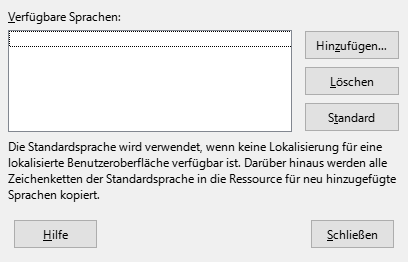 Verfügbare Sprachen:
Hinzufügen...
Löschen
Standard
Die Standardsprache wird verwendet, wenn keine Lokalisierung für eine
lokalisierte Benutzeroberfläche verfügbar ist. Darüber hinaus werden alle
Zeichenketten der Standardsprache in die Ressource für neu hinzugefügte
Sprachen kopiert.
Hilfe
Schließen